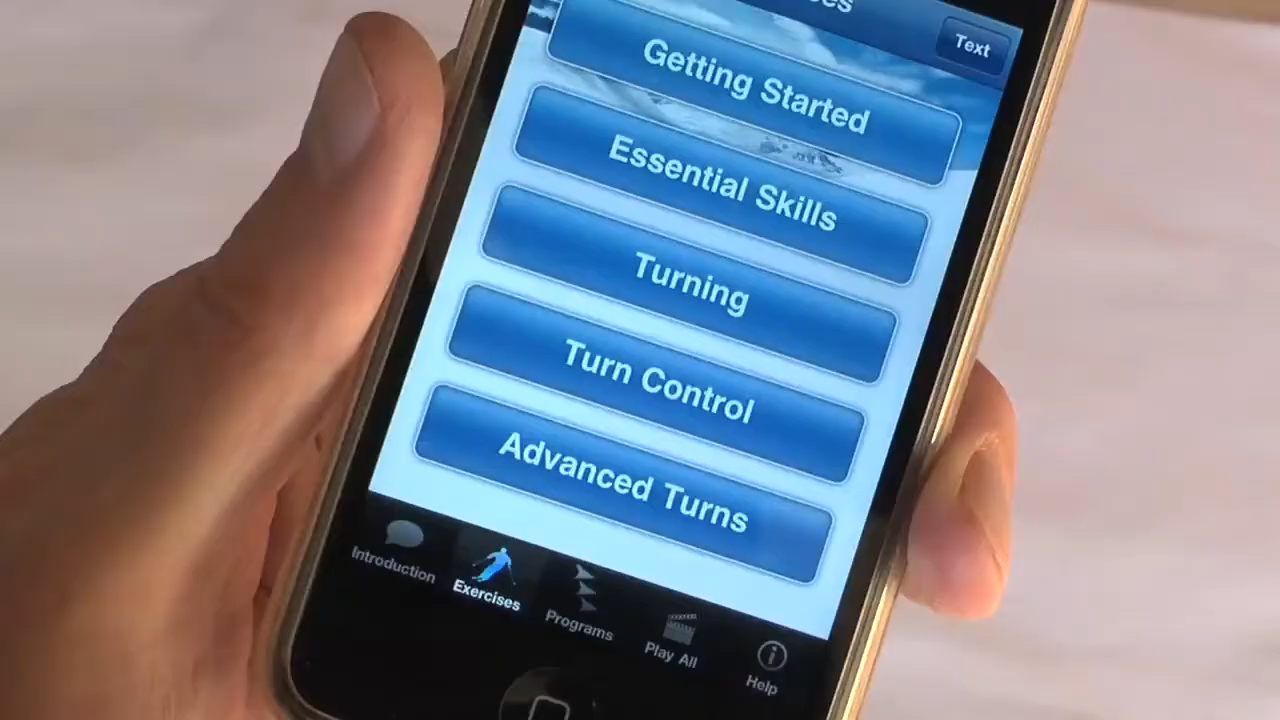 Text
Getting Started
Essential Skills
Turning
Turn Control
Advanced Turns
Introduction
Exercises
Programs
Play All
Help